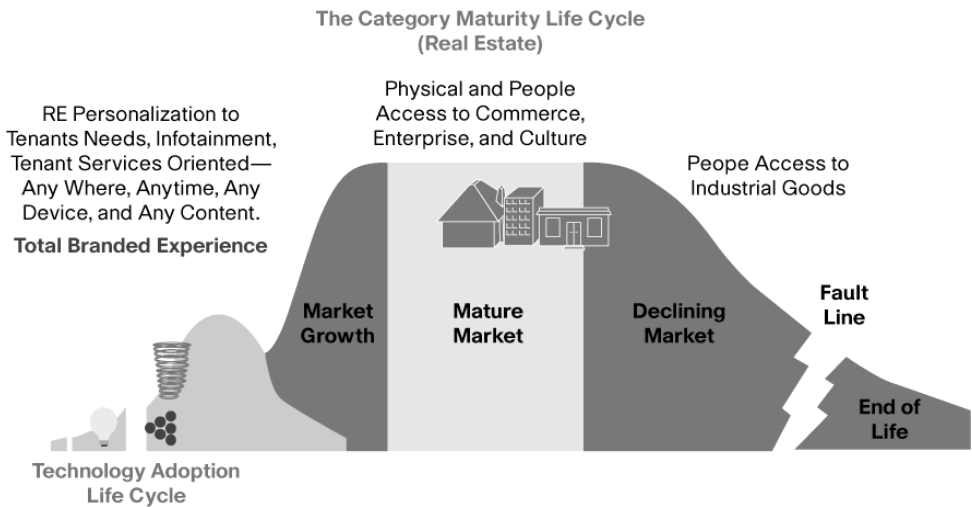 The Category Maturity Life Cycle
(Real Estate)
RE Personalization to
Tenants Needs, Infotainment,
Tenant Services Oriented—
Any Where, Anytime, Any
Device, and Any Content.
Total Branded Experience
Physical and People
Access to Commerce,
Enterprise, and Culture
Peope Access to
Industrial Goods
Market
Growth
Mature
Market
Declining
Market
Fault
Line
End of
Life
Technology Adoption
Life Cycle